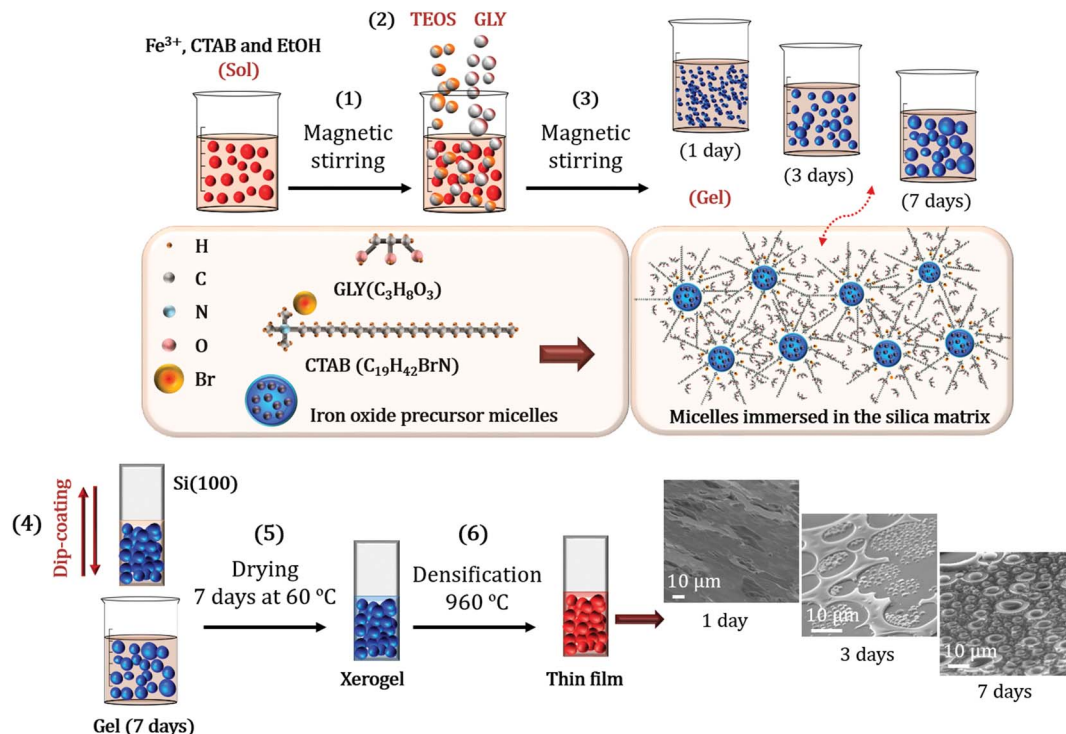 Fe³⁺, CTAB and EtOH
(Sol)
(1)
Magnetic
stirring
(2)
TEOS GLY
(3)
Magnetic
stirring
(1 day)
(3 days)
(7 days)
(Gel)
H
C
N
O
Br
GLY(C₃H₈O₃)
CTAB (C₁₉H₄₂BrN)
Iron oxide precursor micelles
Micelles immersed in the silica matrix
(4)
Dip-coating
Si(100)
Gel (7 days)
(5)
Drying
7 days at 60 ºC
Xerogel
(6)
Densification
960 ºC
Thin film
10 µm
1 day
10 µm
3 days
10 µm
7 days